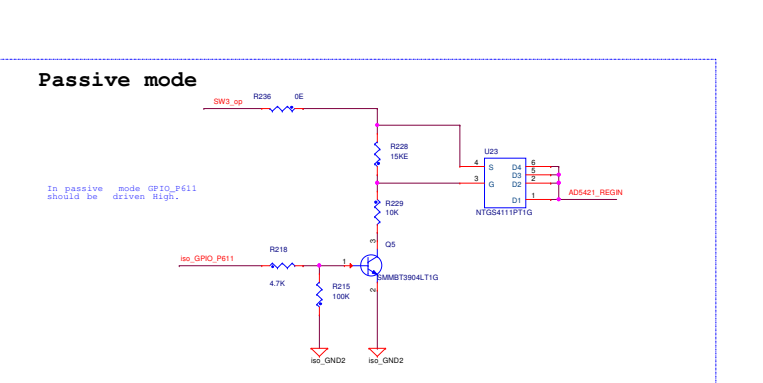 Passive mode
R236 0E
SW3_op
R228
15KE
U23
4 S D4 6
D3 5
3 G D2 2
D1 1
AD5421_REGIN
NTGS4111PT1G
In passive mode GPIO_P611
should be driven High.
R229
10K
3
Q5
R218
iso_GPIO_P611
1
SMMBT3904LT1G
4.7K
R215
100K
2
iso_GND2 iso_GND2